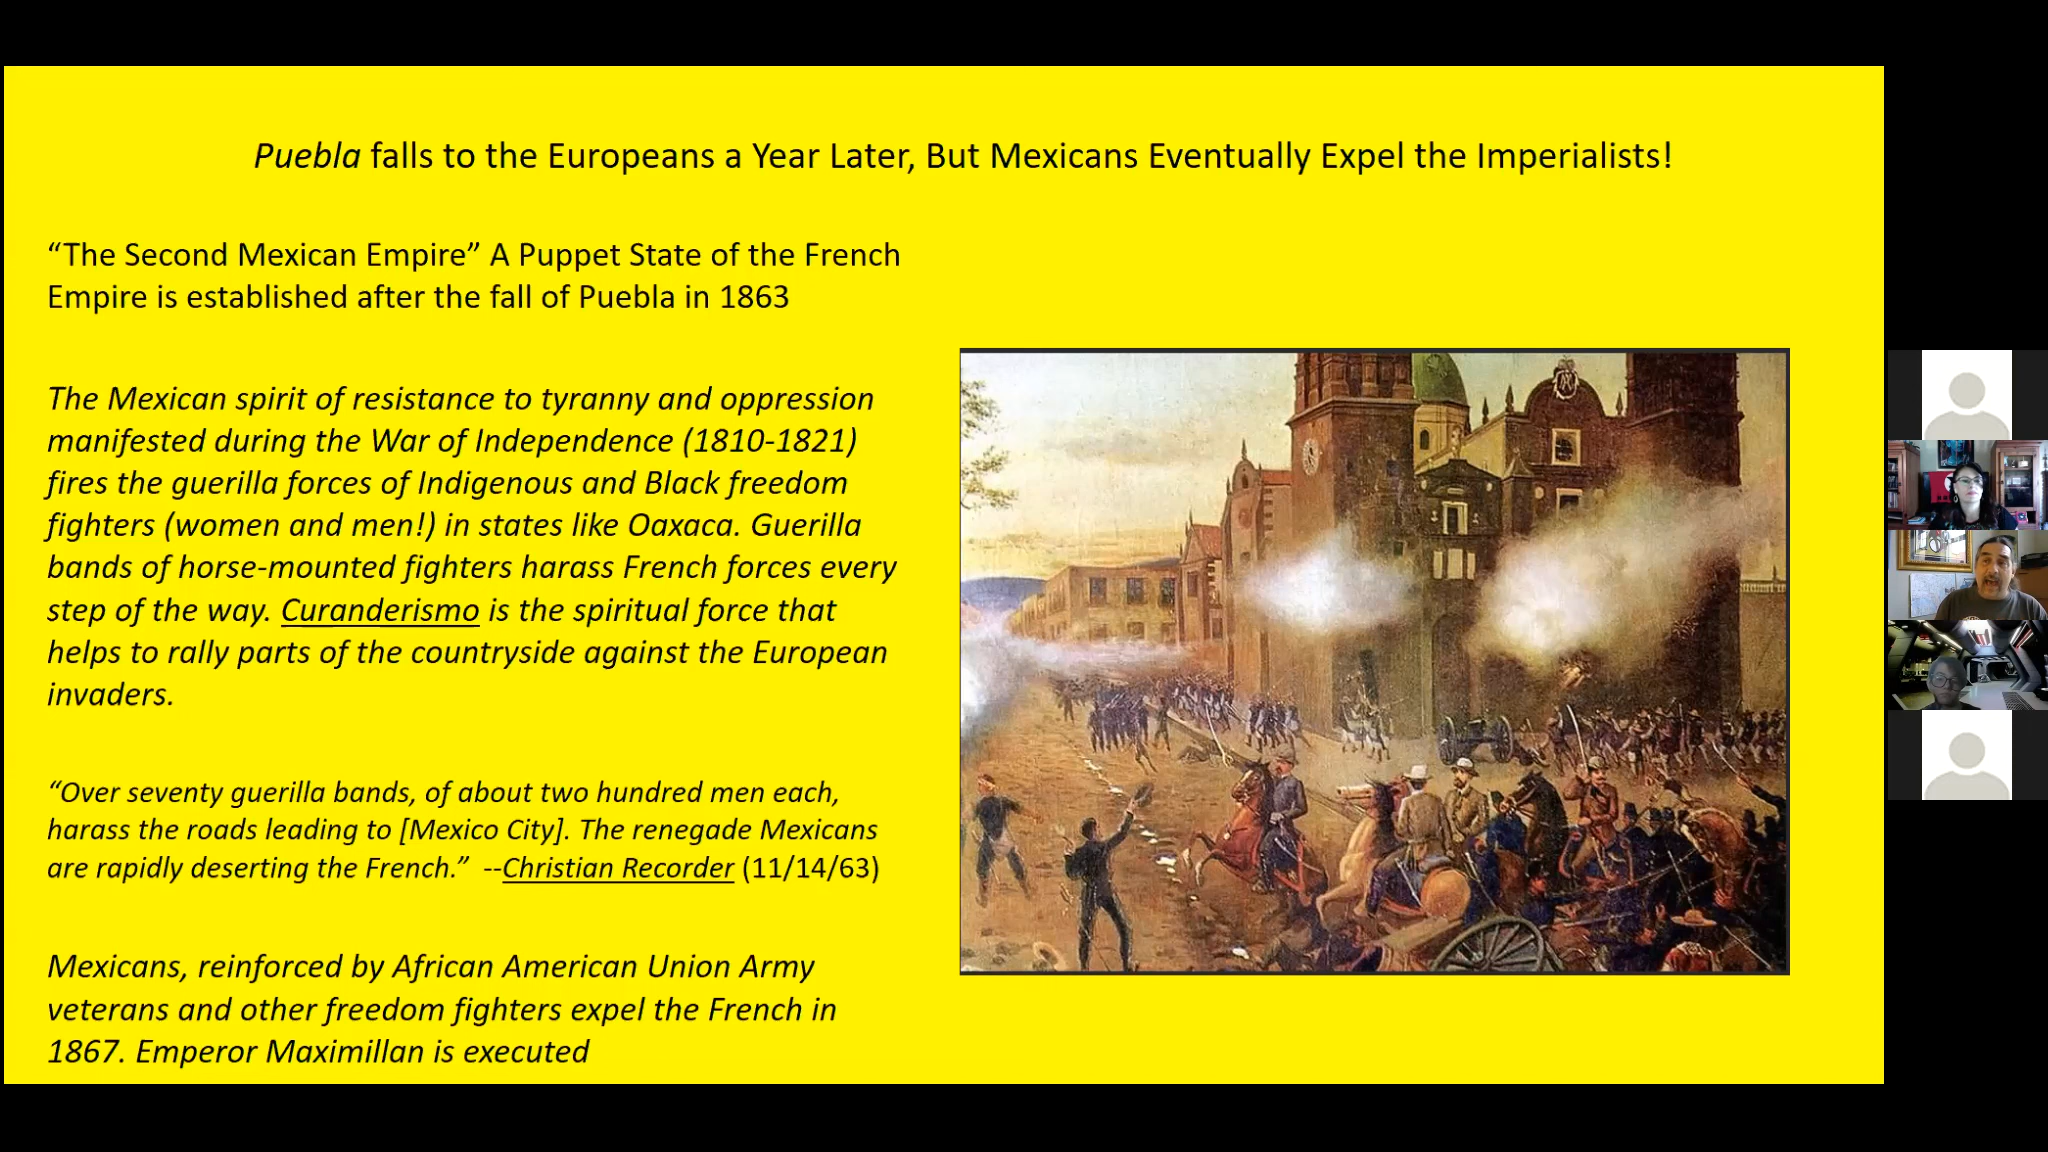 Puebla falls to the Europeans a Year Later, But Mexicans Eventually Expel the Imperialists!
“The Second Mexican Empire” A Puppet State of the French
Empire is established after the fall of Puebla in 1863
The Mexican spirit of resistance to tyranny and oppression
manifested during the War of Independence (1810-1821)
fires the guerilla forces of Indigenous and Black freedom
fighters (women and men!) in states like Oaxaca. Guerilla
bands of horse-mounted fighters harass French forces every
step of the way. Curanderismo is the spiritual force that
helps to rally parts of the countryside against the European
invaders.
“Over seventy guerilla bands, of about two hundred men each,
harass the roads leading to [Mexico City]. The renegade Mexicans
are rapidly deserting the French.” --Christian Recorder (11/14/63)
Mexicans, reinforced by African American Union Army
veterans and other freedom fighters expel the French in
1867. Emperor Maximillan is executed